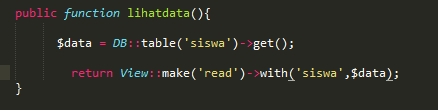 public function lihatdata(){
$data = DB::table('siswa')->get();
return View::make('read')->with('siswa',$data);
}